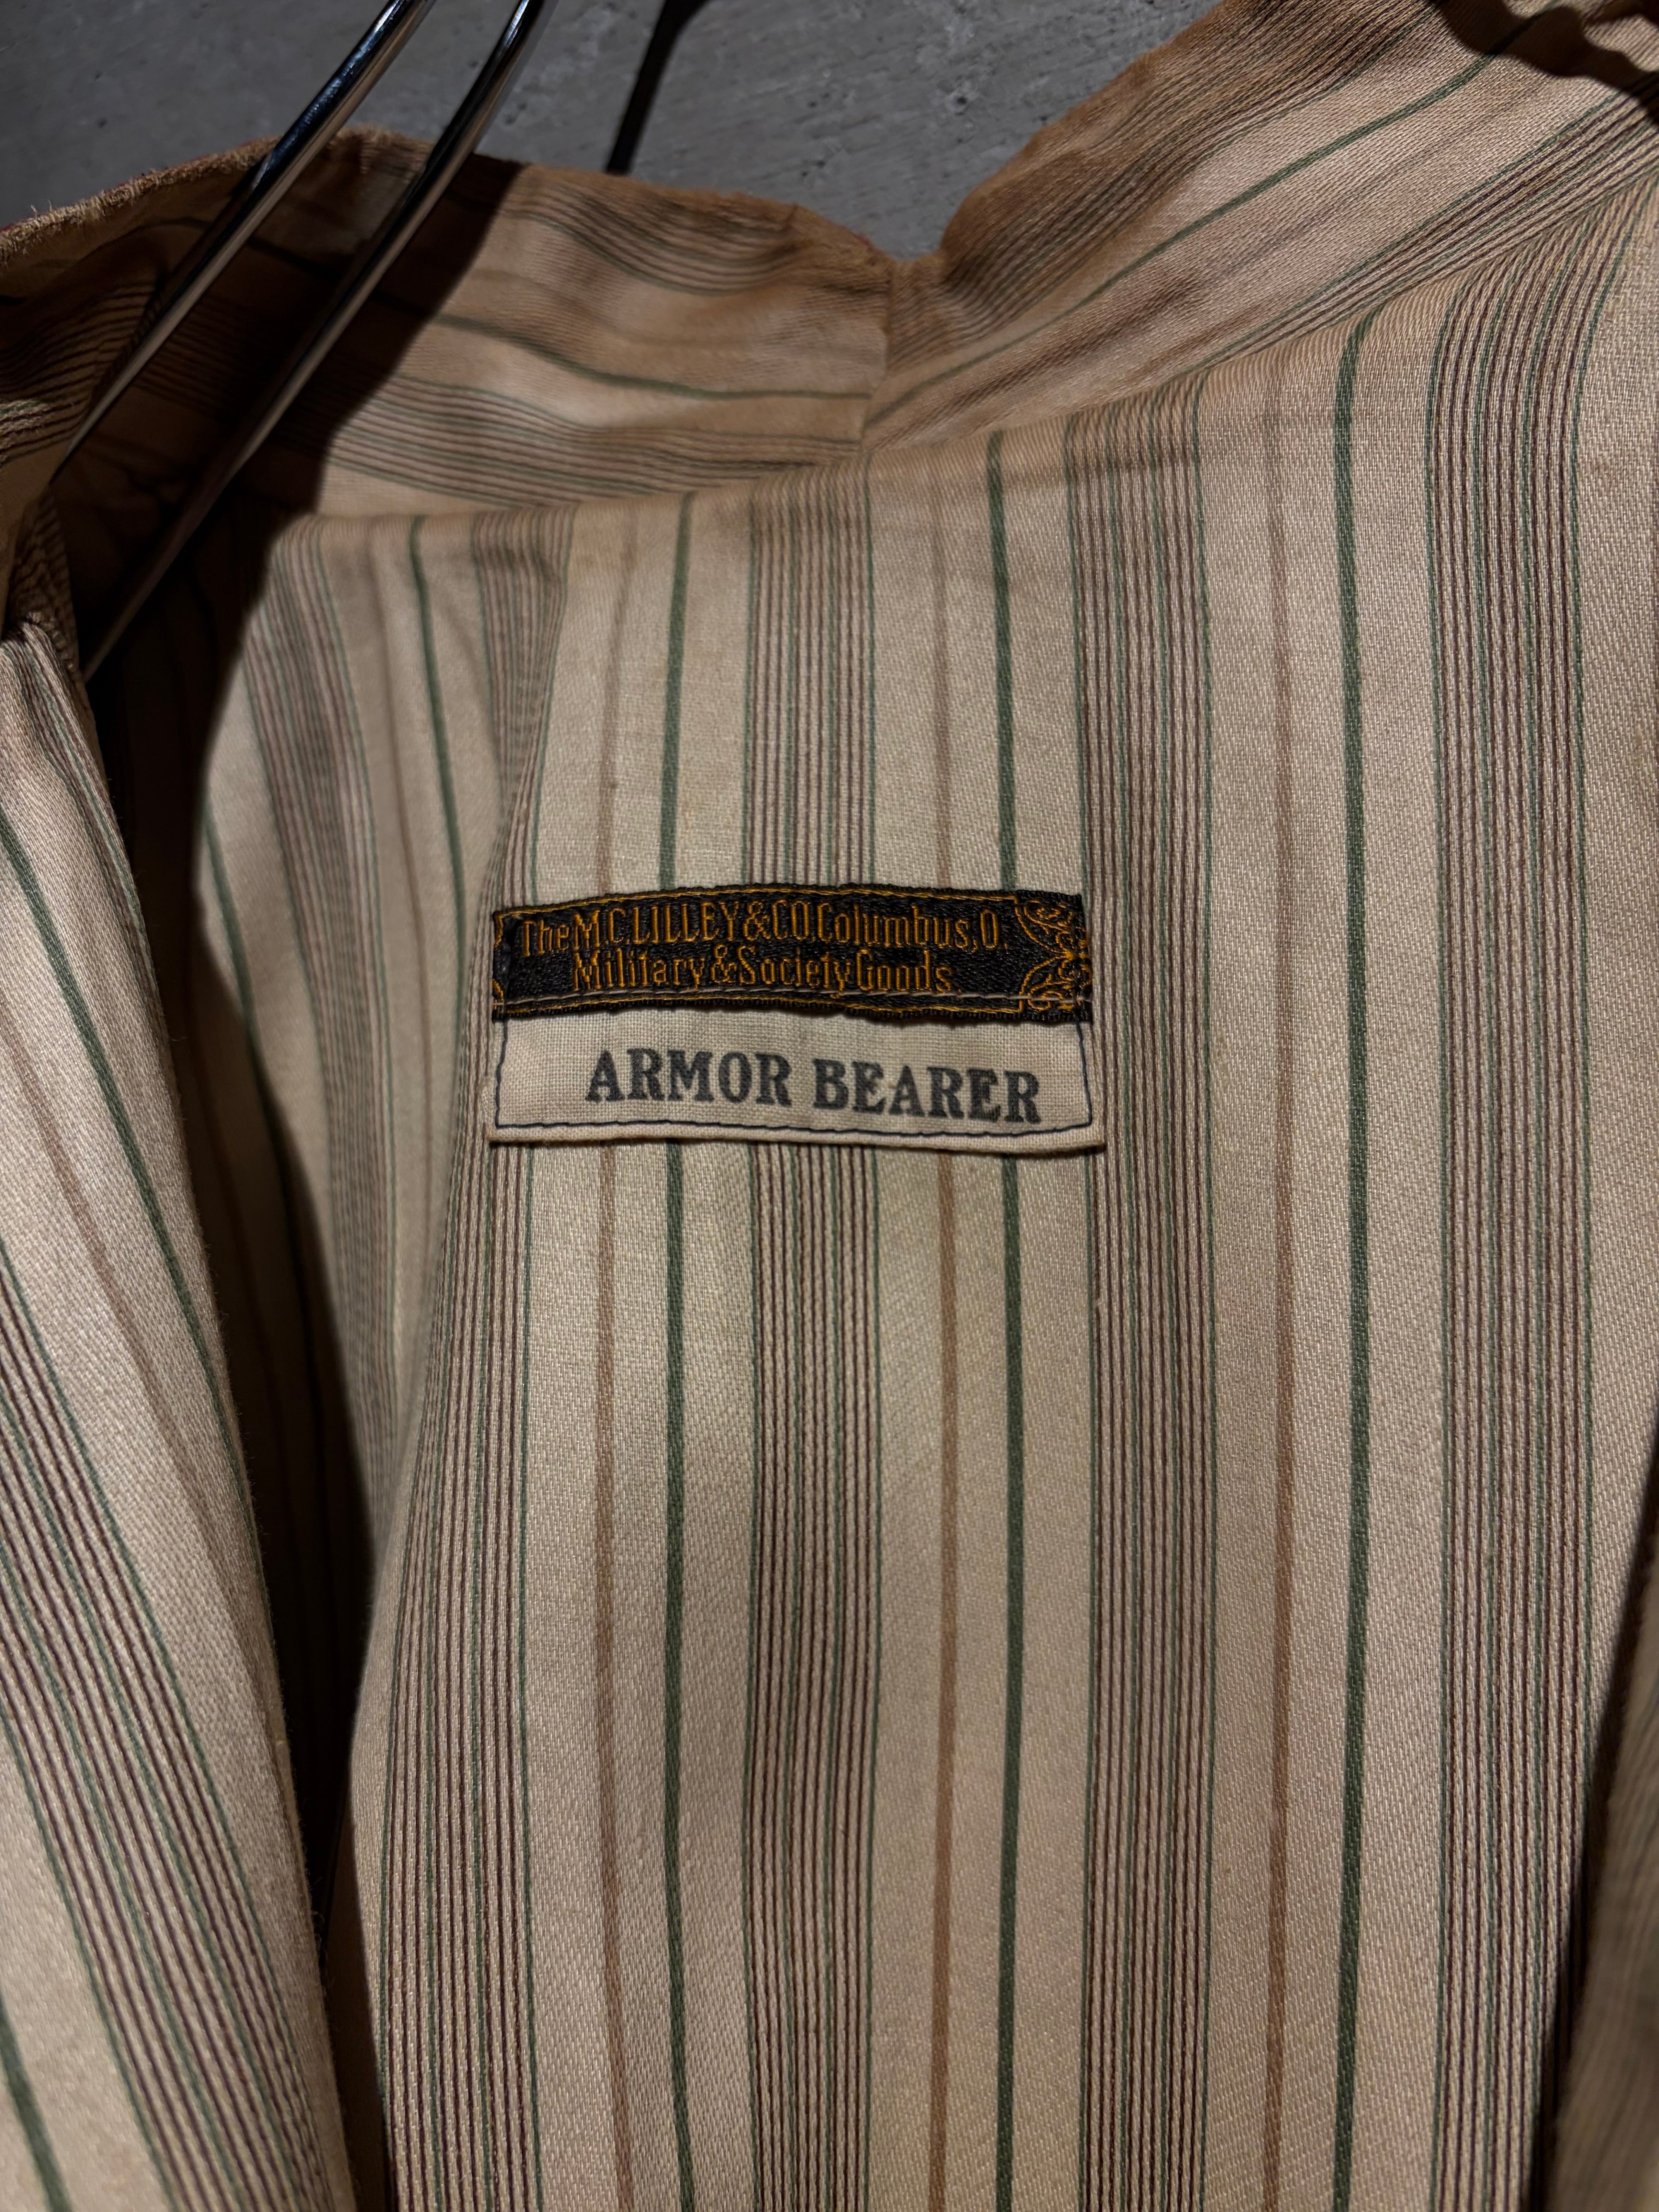 The M.C.LILLEY & CO. Columbus, O.
Military & Society Goods
ARMOR BEARER